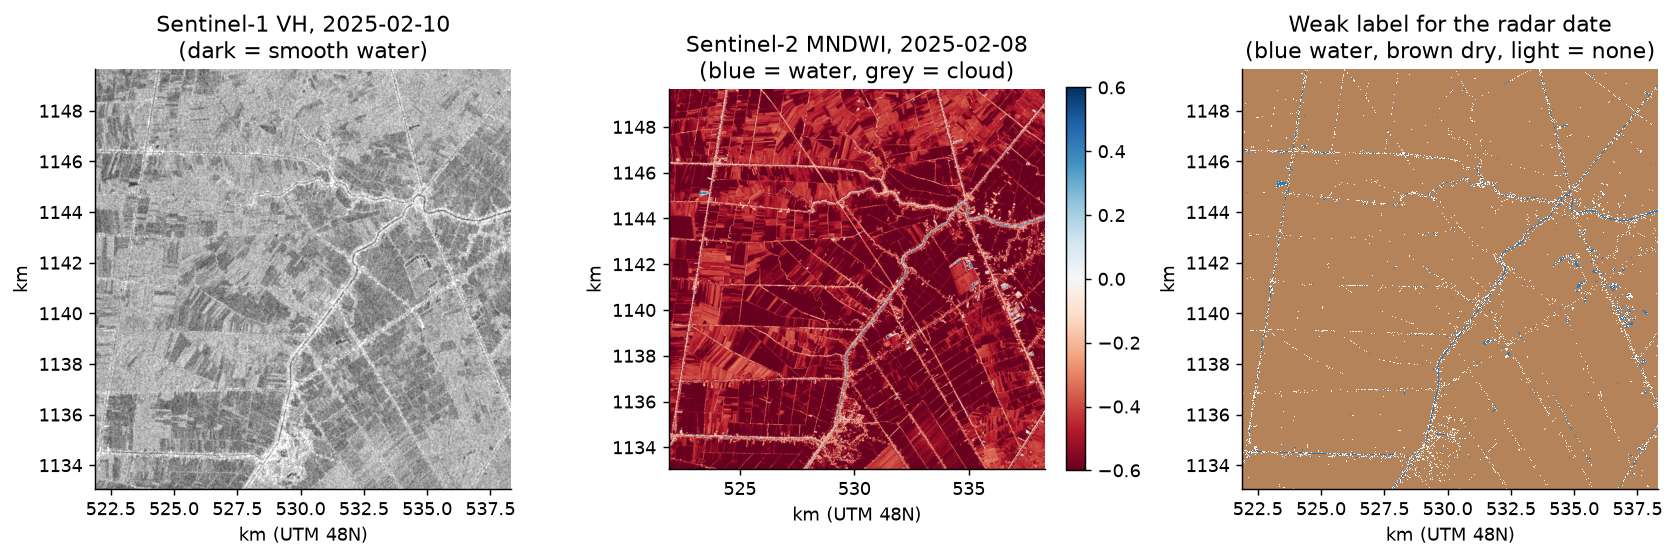 Sentinel-1 VH, 2025-02-10
(dark = smooth water)
1148
1146
1144
1142
1140
1138
1136
1134
km
522.5 525.0 527.5 530.0 532.5 535.0 537.5
km (UTM 48N)
Sentinel-2 MNDWI, 2025-02-08
(blue = water, grey = cloud)
1148
1146
1144
1142
1140
1138
1136
1134
km
525 530 535
km (UTM 48N)
0.6
0.4
0.2
0.0
−0.2
−0.4
−0.6
Weak label for the radar date
(blue water, brown dry, light = none)
1148
1146
1144
1142
1140
1138
1136
1134
km
522.5 525.0 527.5 530.0 532.5 535.0 537.5
km (UTM 48N)